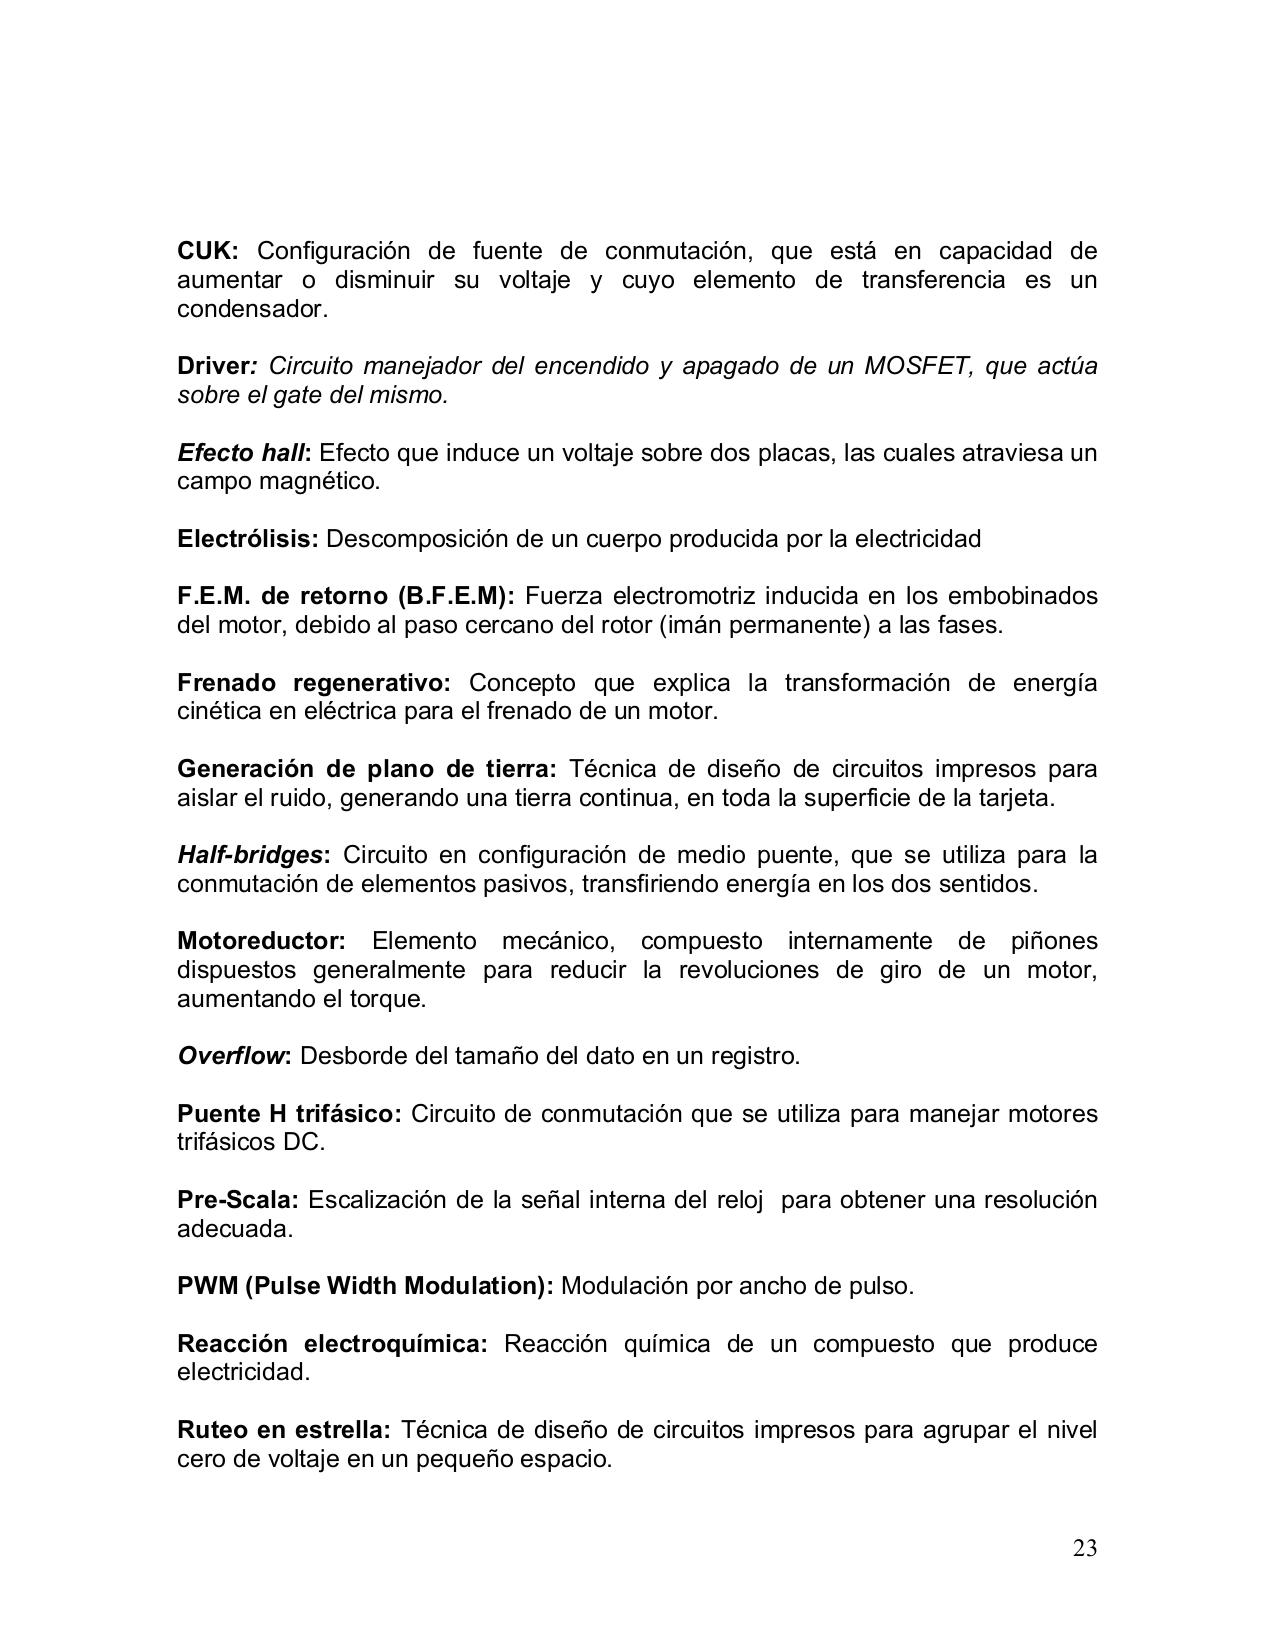 CUK: Configuración de fuente de conmutación, que está en capacidad de
aumentar o disminuir su voltaje y cuyo elemento de transferencia es un
condensador.
Driver: Circuito manejador del encendido y apagado de un MOSFET, que actúa
sobre el gate del mismo.
Efecto hall: Efecto que induce un voltaje sobre dos placas, las cuales atraviesa un
campo magnético.
Electrólisis: Descomposición de un cuerpo producida por la electricidad
F.E.M. de retorno (B.F.E.M): Fuerza electromotriz inducida en los embobinados
del motor, debido al paso cercano del rotor (imán permanente) a las fases.
Frenado regenerativo: Concepto que explica la transformación de energía
cinética en eléctrica para el frenado de un motor.
Generación de plano de tierra: Técnica de diseño de circuitos impresos para
aislar el ruido, generando una tierra continua, en toda la superficie de la tarjeta.
Half-bridges: Circuito en configuración de medio puente, que se utiliza para la
conmutación de elementos pasivos, transfiriendo energía en los dos sentidos.
Motoreductor: Elemento mecánico, compuesto internamente de piñones
dispuestos generalmente para reducir la revoluciones de giro de un motor,
aumentando el torque.
Overflow: Desborde del tamaño del dato en un registro.
Puente H trifásico: Circuito de conmutación que se utiliza para manejar motores
trifásicos DC.
Pre-Scala: Escalización de la señal interna del reloj  para obtener una resolución
adecuada.
PWM (Pulse Width Modulation): Modulación por ancho de pulso.
Reacción electroquímica: Reacción química de un compuesto que produce
electricidad.
Ruteo en estrella: Técnica de diseño de circuitos impresos para agrupar el nivel
cero de voltaje en un pequeño espacio.
23